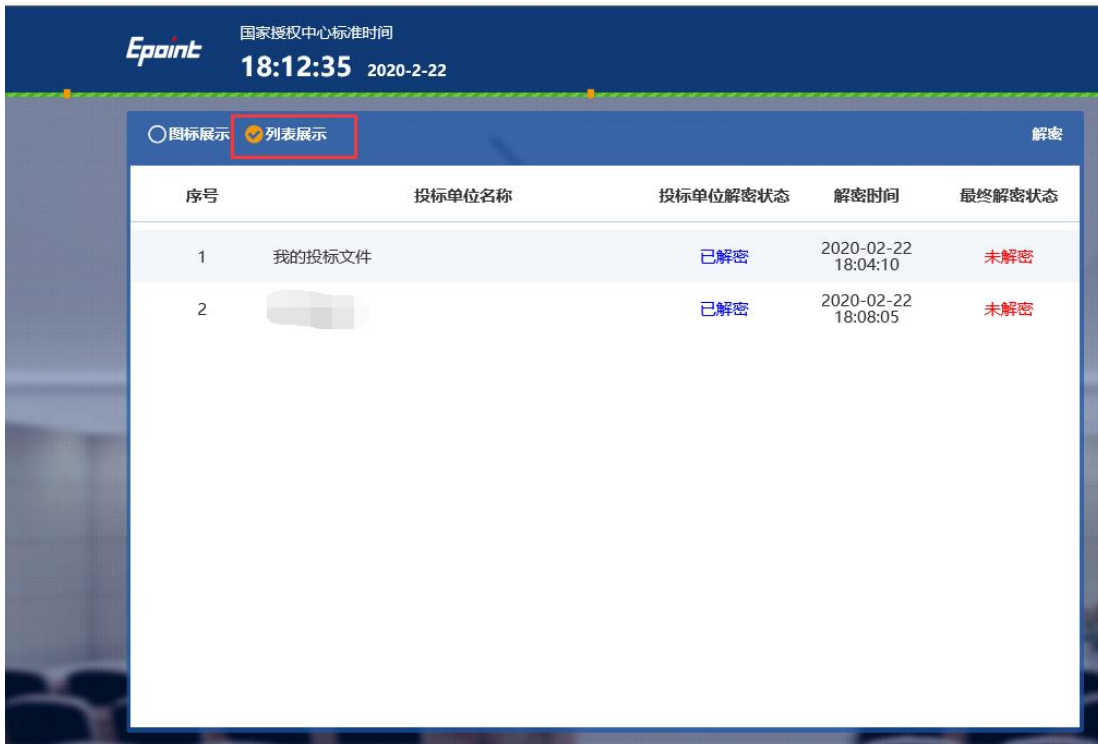 Epoint
国家授权中心标准时间
18:12:35 2020-2-22
图标展示 列表展示 解密
序号 投标单位名称 投标单位解密状态 解密时间 最终解密状态
1 我的投标文件 已解密 2020-02-22 18:04:10 未解密
2 已解密 2020-02-22 18:08:05 未解密